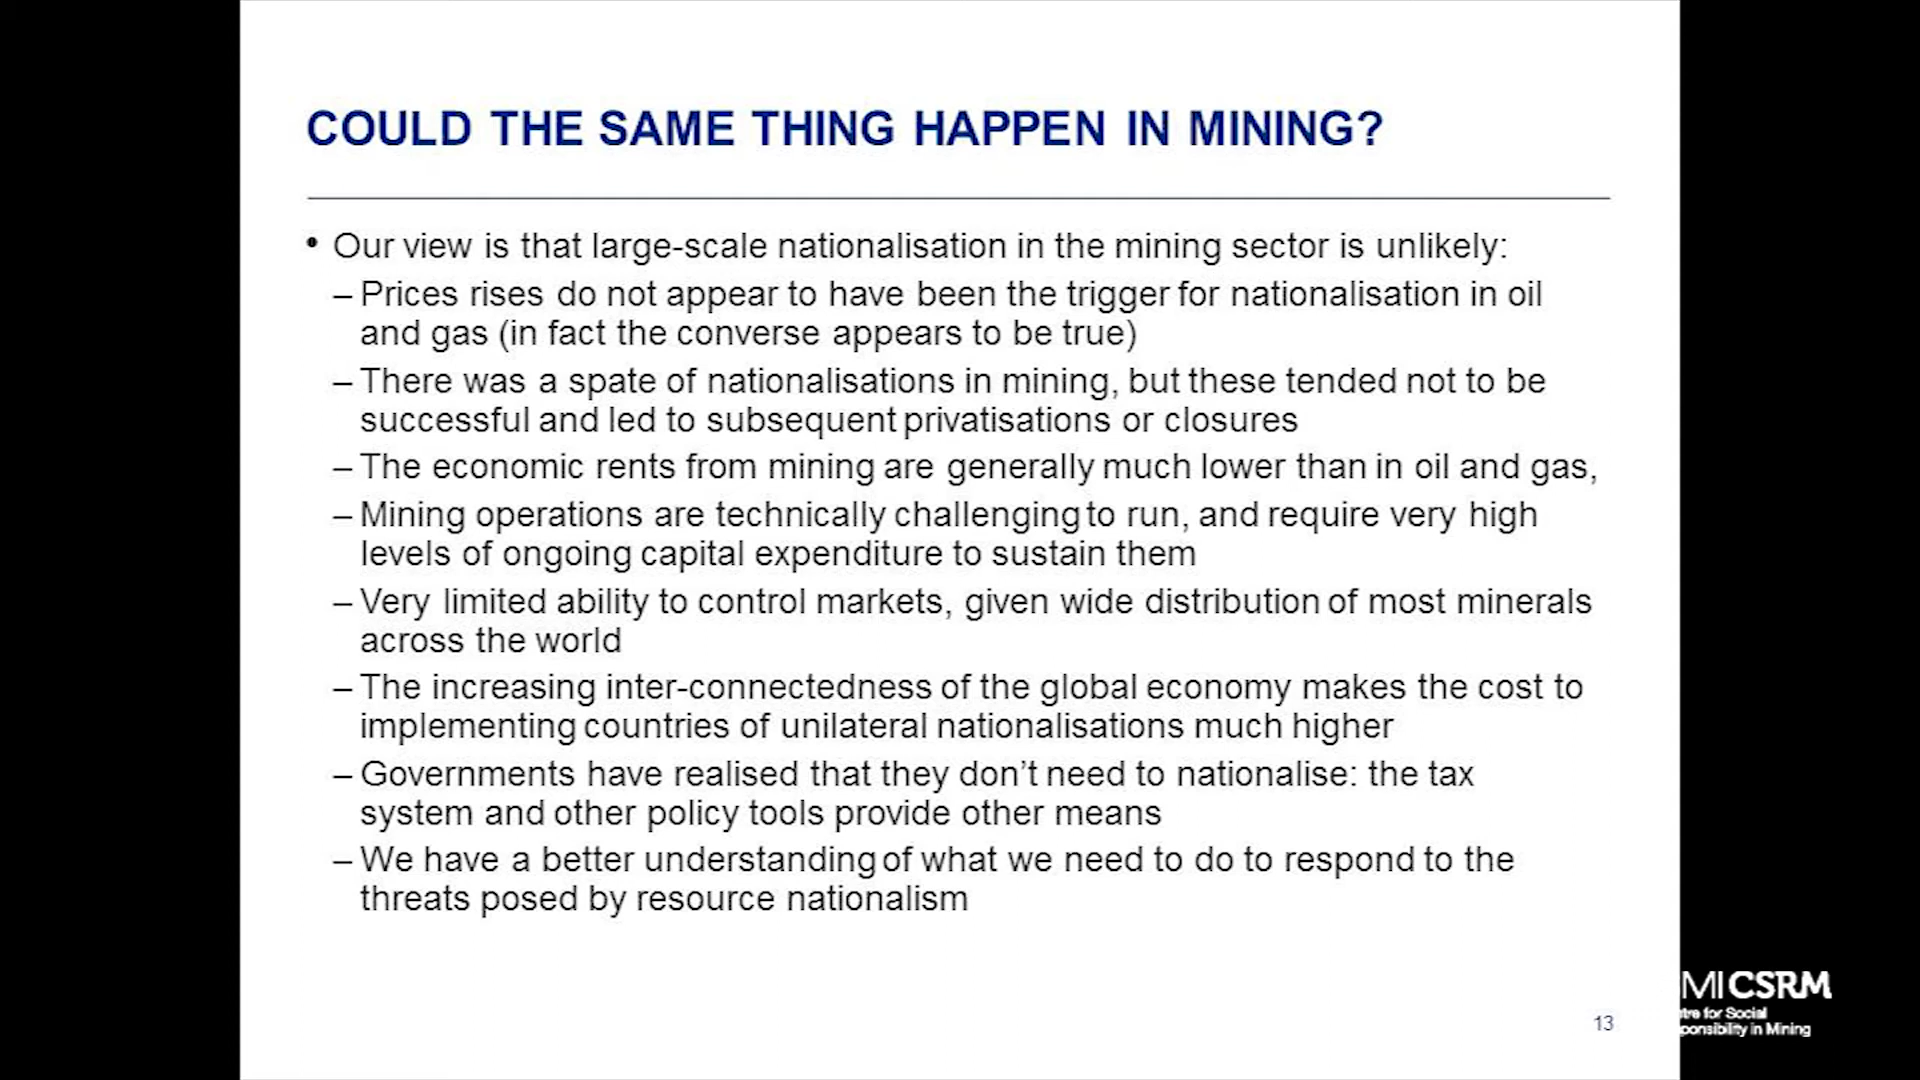 COULD THE SAME THING HAPPEN IN MINING?
• Our view is that large-scale nationalisation in the mining sector is unlikely:
– Prices rises do not appear to have been the trigger for nationalisation in oil
and gas (in fact the converse appears to be true)
– There was a spate of nationalisations in mining, but these tended not to be
successful and led to subsequent privatisations or closures
– The economic rents from mining are generally much lower than in oil and gas,
– Mining operations are technically challenging to run, and require very high
levels of ongoing capital expenditure to sustain them
– Very limited ability to control markets, given wide distribution of most minerals
across the world
– The increasing inter-connectedness of the global economy makes the cost to
implementing countries of unilateral nationalisations much higher
– Governments have realised that they don’t need to nationalise: the tax
system and other policy tools provide other means
– We have a better understanding of what we need to do to respond to the
threats posed by resource nationalism
13
MI CSRM
tre for Social
ponsibility in Mining